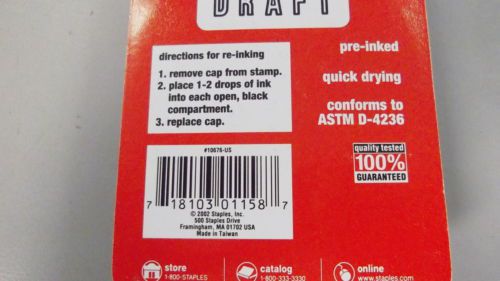 DRAFT
directions for re-inking
1. remove cap from stamp.
2. place 1-2 drops of ink
into each open, black
compartment.
3. replace cap.
pre-inked
quick drying
conforms to
ASTM D-4236
quality tested
100%
GUARANTEED
#10676-US
7 18103 01158 7
© 2002 Staples, Inc.
500 Staples Drive
Framingham, MA 01702 USA
Made in Taiwan
store
1-800-STAPLES
catalog
1-800-333-3330
online
www.staples.com